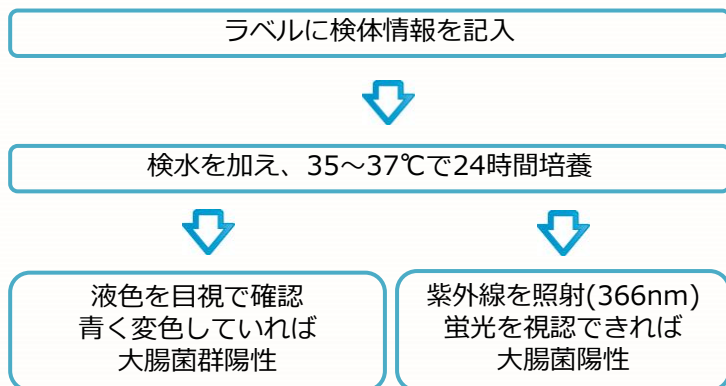 ラベルに検体情報を記入
検水を加え、35～37℃で24時間培養
液色を目視で確認
青く変色していれば
大腸菌群陽性
紫外線を照射(366nm)
蛍光を視認できれば
大腸菌陽性